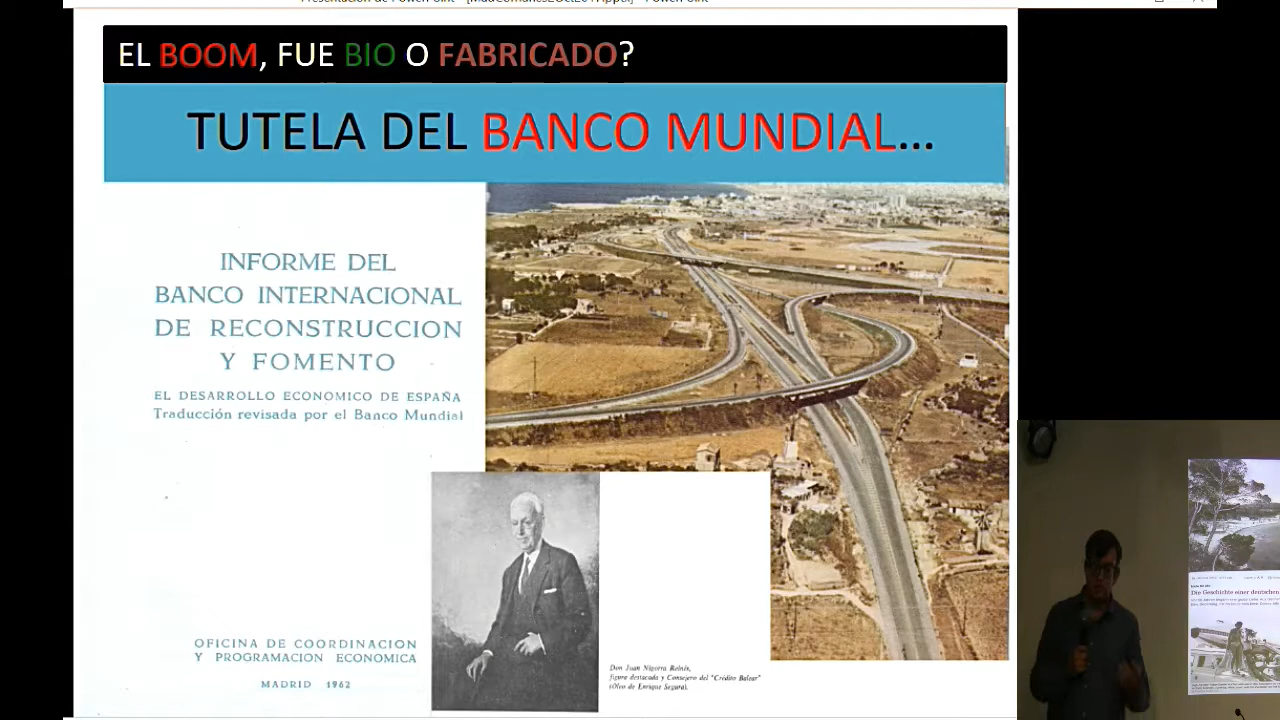 EL BOOM, FUE BIO O FABRICADO?
TUTELA DEL BANCO MUNDIAL...
INFORME DEL
BANCO INTERNACIONAL
DE RECONSTRUCCION
Y FOMENTO
EL DESARROLLO ECONOMICO DE ESPAÑA
Traducción revisada por el Banco Mundial
OFICINA DE COORDINACION
Y PROGRAMACION ECONOMICA
MADRID 1962
Don Juan Nigorra Reinés,
figura destacada y Consejero del "Crédito Balear"
(Óleo de Enrique Segura).
Die Geschichte einer deutschen